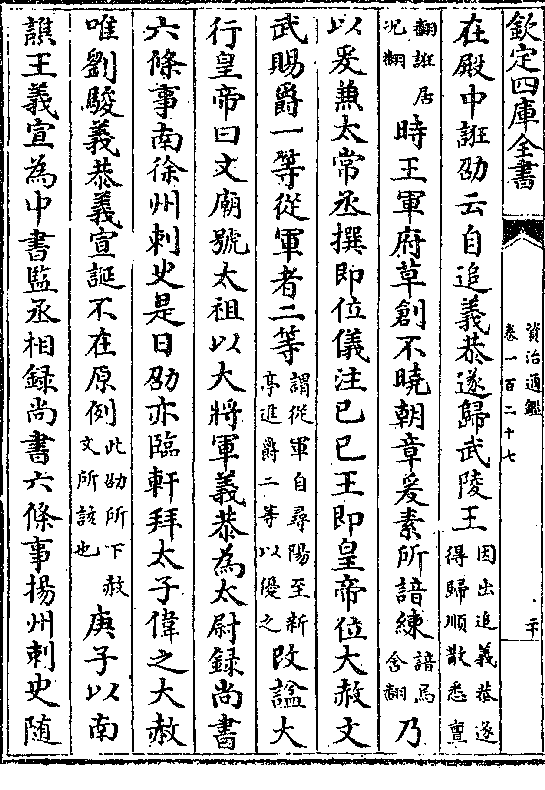 欽定四庫全書
資治通鑑
卷一百二十七
二十
在殿中誑劭云自追義恭遂歸武陵王因出追義恭遂得歸順散悉亶
翻誑居況翻時王軍府草創不曉朝章爰素所諳練諳烏含翻乃
以爰兼太常丞撰即位儀注己巳王即皇帝位大赦文
武賜爵一等從軍者二等謂從軍自尋陽至新亭進爵二等以優之改諡大
行皇帝曰文廟號太祖以大將軍義恭為太尉録尚書
六條事南徐州刺史是日劭亦臨軒拜太子偉之大赦
唯劉駿義恭義宣誕不在原例此劭所下赦文所該也庚子以南
譙王義宣為中書監丞相録尚書六條事揚州刺史隨